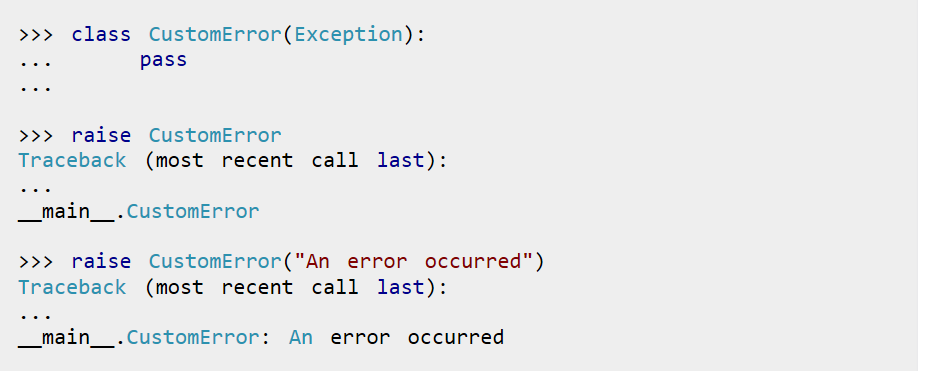 >>> class CustomError(Exception):
...     pass
...
>>> raise CustomError
Traceback (most recent call last):
...
__main__.CustomError
>>> raise CustomError("An error occurred")
Traceback (most recent call last):
...
__main__.CustomError: An error occurred